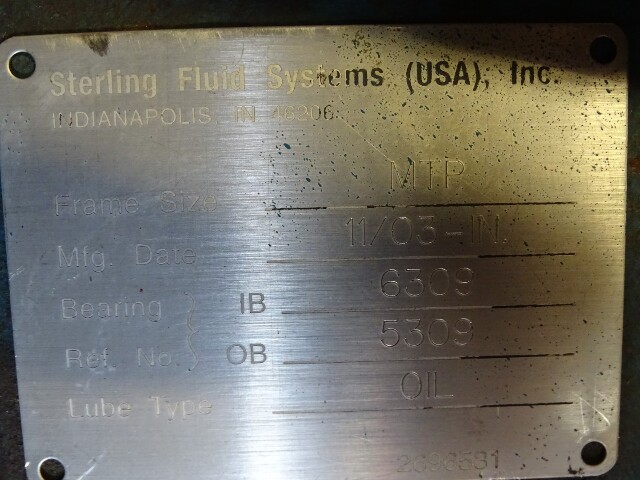 Sterling Fluid Systems (USA), Inc.
INDIANAPOLIS, IN 46206
Frame Size MTP
Mfg. Date 11/03-IN.
Bearing IB 6309
Ref. No. OB 5309
Lube Type OIL
2698531